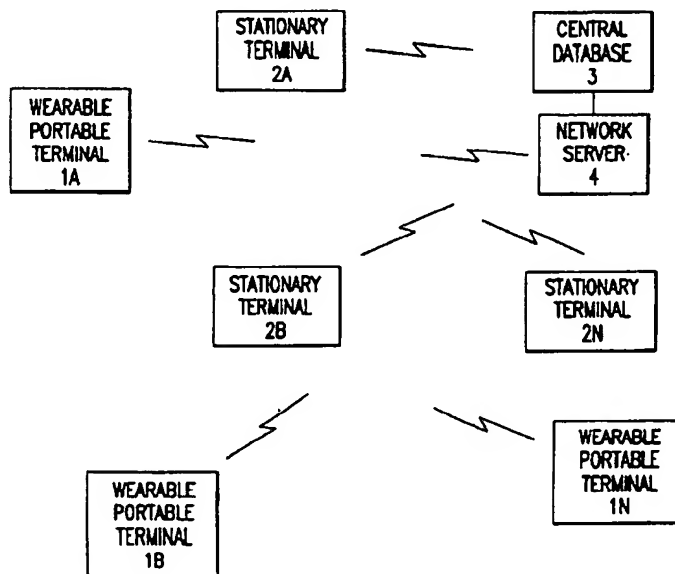 STATIONARY
TERMINAL
2A
CENTRAL
DATABASE
3
WEARABLE
PORTABLE
TERMINAL
1A
NETWORK
SERVER
4
STATIONARY
TERMINAL
2B
STATIONARY
TERMINAL
2N
WEARABLE
PORTABLE
TERMINAL
1N
WEARABLE
PORTABLE
TERMINAL
1B